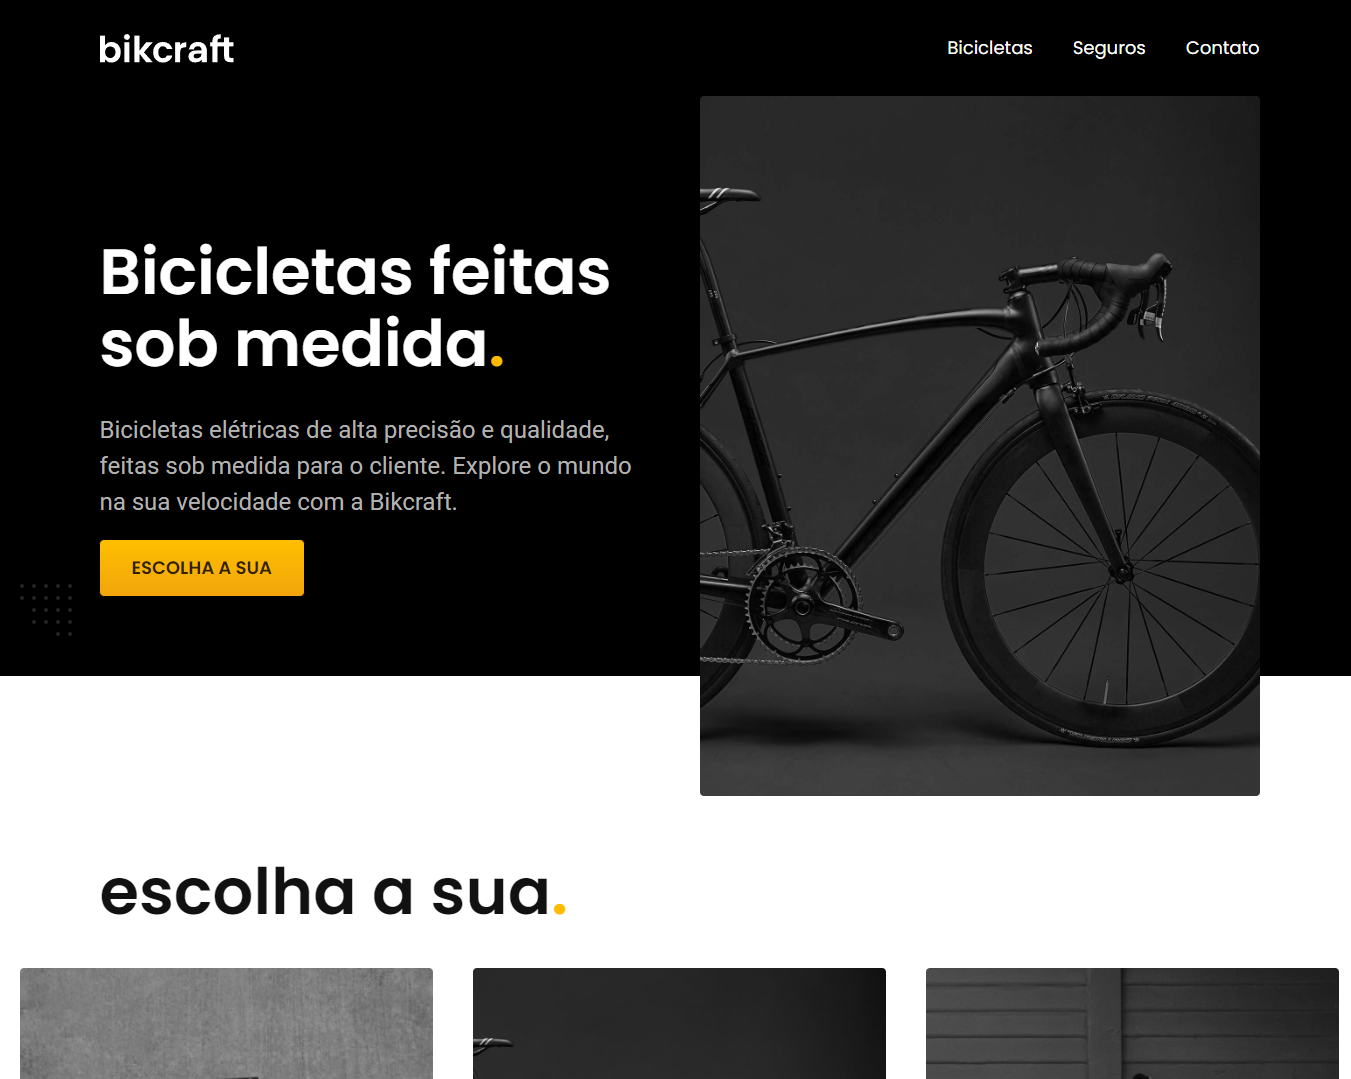 bikcraft
Bicicletas
Seguros
Contato
Bicicletas feitas
sob medida.
Bicicletas elétricas de alta precisão e qualidade,
feitas sob medida para o cliente. Explore o mundo
na sua velocidade com a Bikcraft.
ESCOLHA A SUA
escolha a sua.